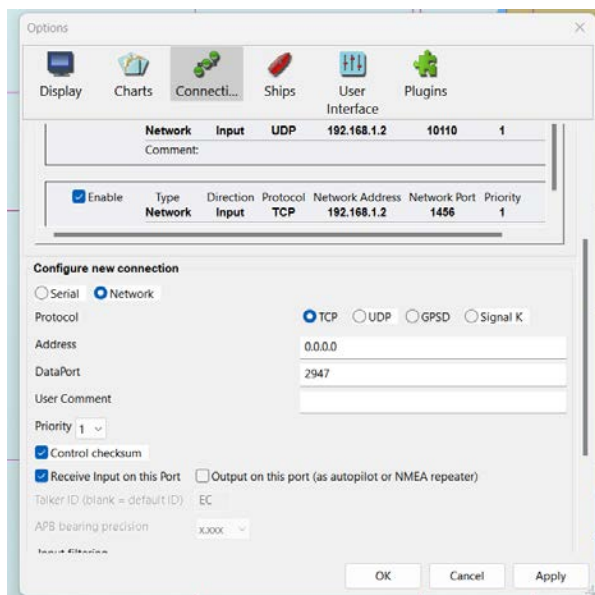 Options
Display Charts Connecti... Ships User Interface Plugins
Network Input UDP 192.168.1.2 10110 1
Comment:
Enable Type Direction Protocol Network Address Network Port Priority
Network Input TCP 192.168.1.2 1456 1
Configure new connection
Serial Network
Protocol TCP UDP GPSD Signal K
Address 0.0.0.0
DataPort 2947
User Comment
Priority 1
Control checksum
Receive Input on this Port Output on this port (as autopilot or NMEA repeater)
Talker ID (blank = default ID) EC
APB bearing precision x.xxx
Input filtering
OK Cancel Apply